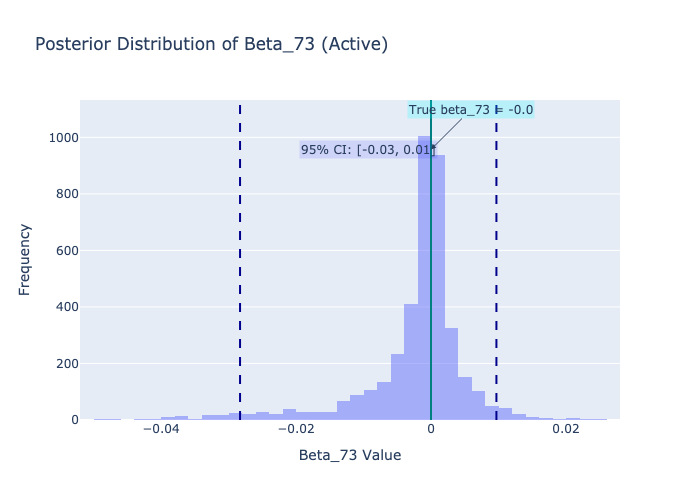 Posterior Distribution of Beta_73 (Active)
True beta_73 = -0.0
95% CI: [-0.03, 0.01]
1000
800
600
400
200
0
Frequency
−0.04
−0.02
0
0.02
Beta_73 Value